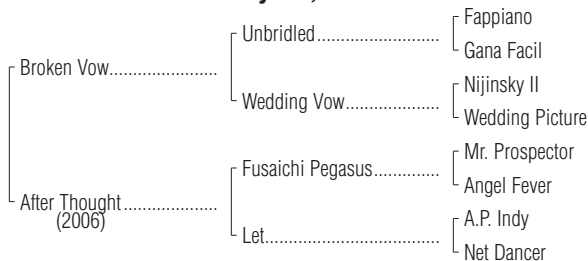 Fappiano
Unbridled
Gana Facil
Broken Vow
Nijinsky II
Wedding Vow
Wedding Picture
Mr. Prospector
Fusaichi Pegasus
Angel Fever
After Thought
(2006)
A.P. Indy
Let
Net Dancer